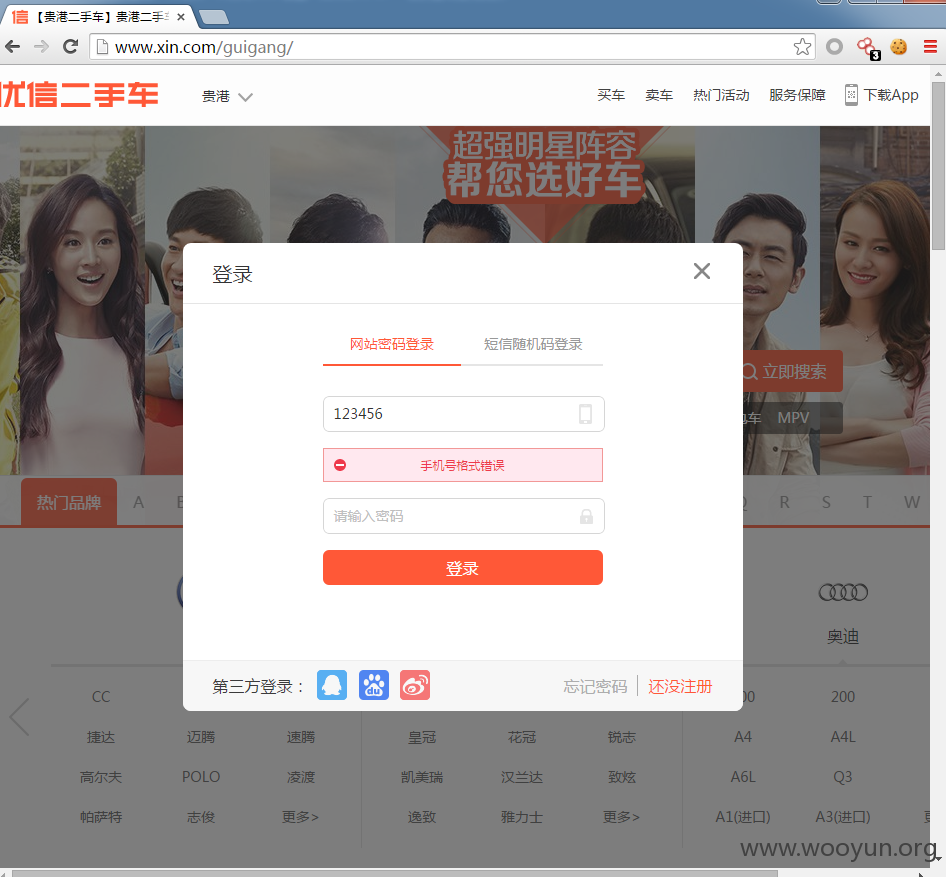 信 【贵港二手车】贵港二手
www.xin.com/guigang/
3
优信二手车
贵港
买车 卖车 热门活动 服务保障 下载App
超强明星阵容
帮您选好车
登录
网站密码登录 短信随机码登录
立即搜索
123456
MPV
手机号格式错误
热门品牌 A R S T W
请输入密码
登录
奥迪
第三方登录： du 忘记密码 还没注册
CC 200
捷达 迈腾 速腾 皇冠 花冠 锐志 A4 A4L
高尔夫 POLO 凌渡 凯美瑞 汉兰达 致炫 A6L Q3
帕萨特 志俊 更多> 逸致 雅力士 更多> A1(进口) A3(进口)
www.wooyun.org